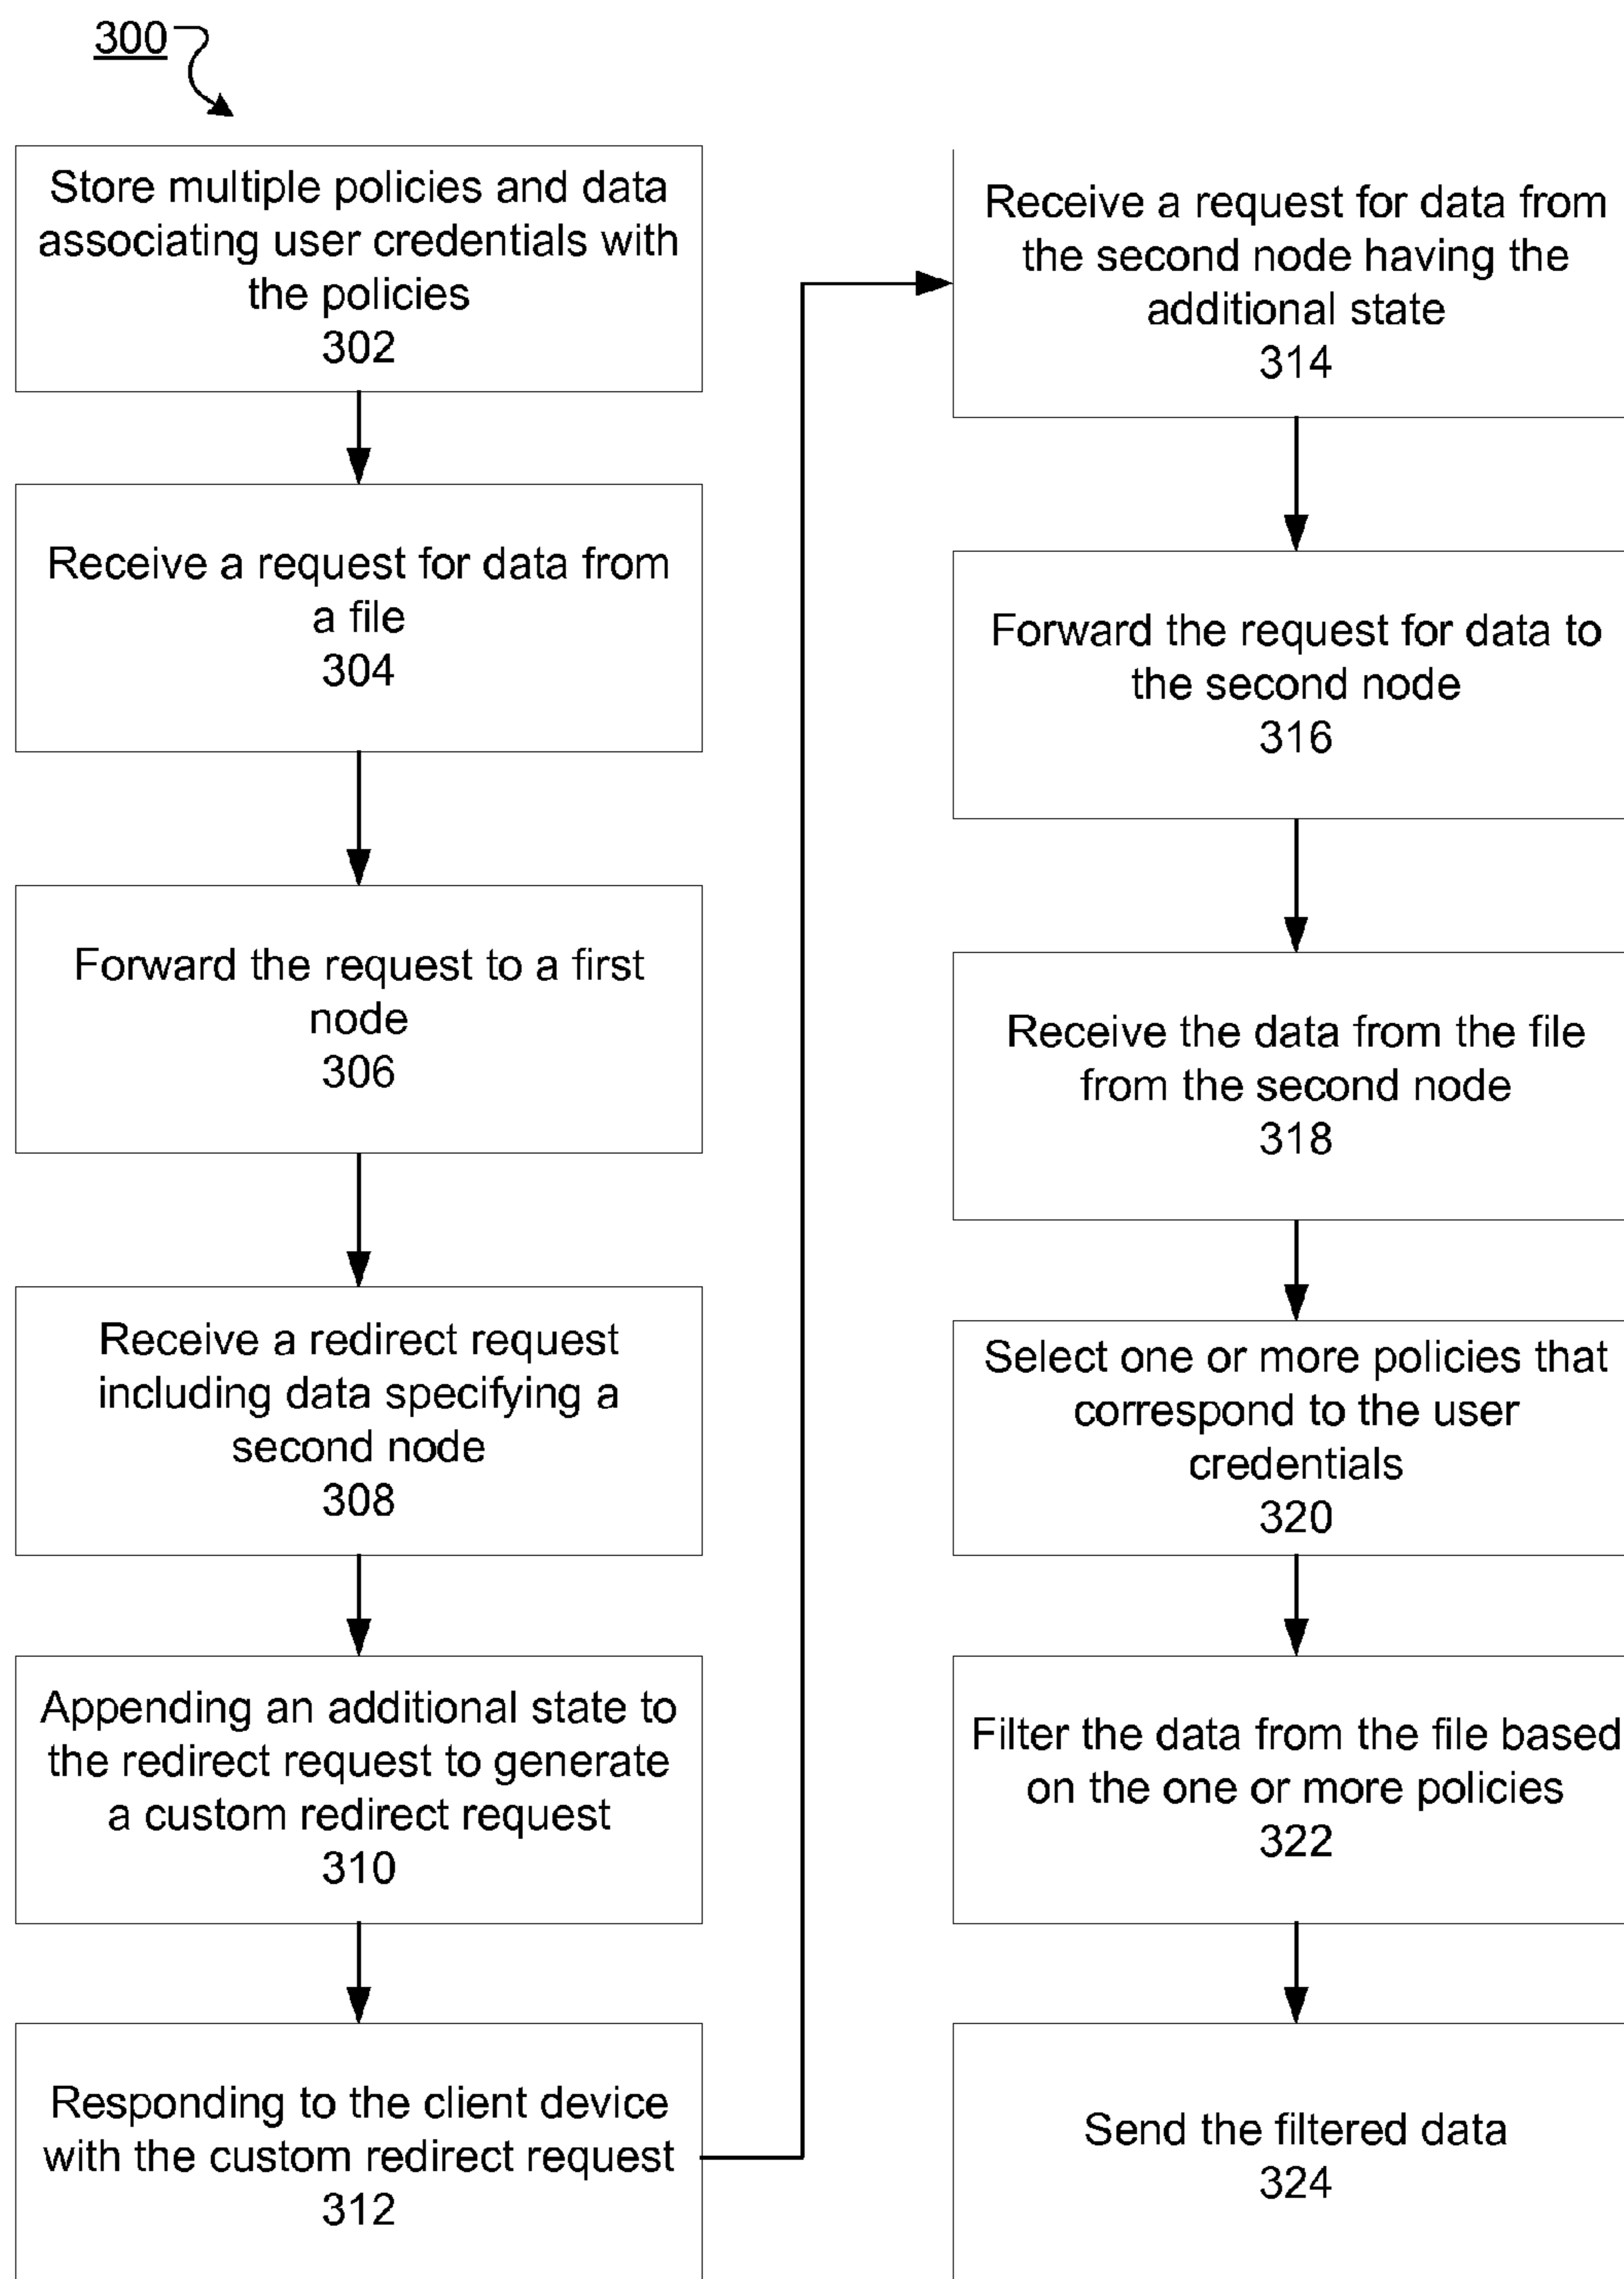 300
Store multiple policies and data
associating user credentials with
the policies
302
Receive a request for data from
a file
304
Forward the request to a first
node
306
Receive a redirect request
including data specifying a
second node
308
Appending an additional state to
the redirect request to generate
a custom redirect request
310
Responding to the client device
with the custom redirect request
312
Receive a request for data from
the second node having the
additional state
314
Forward the request for data to
the second node
316
Receive the data from the file
from the second node
318
Select one or more policies that
correspond to the user
credentials
320
Filter the data from the file based
on the one or more policies
322
Send the filtered data
324